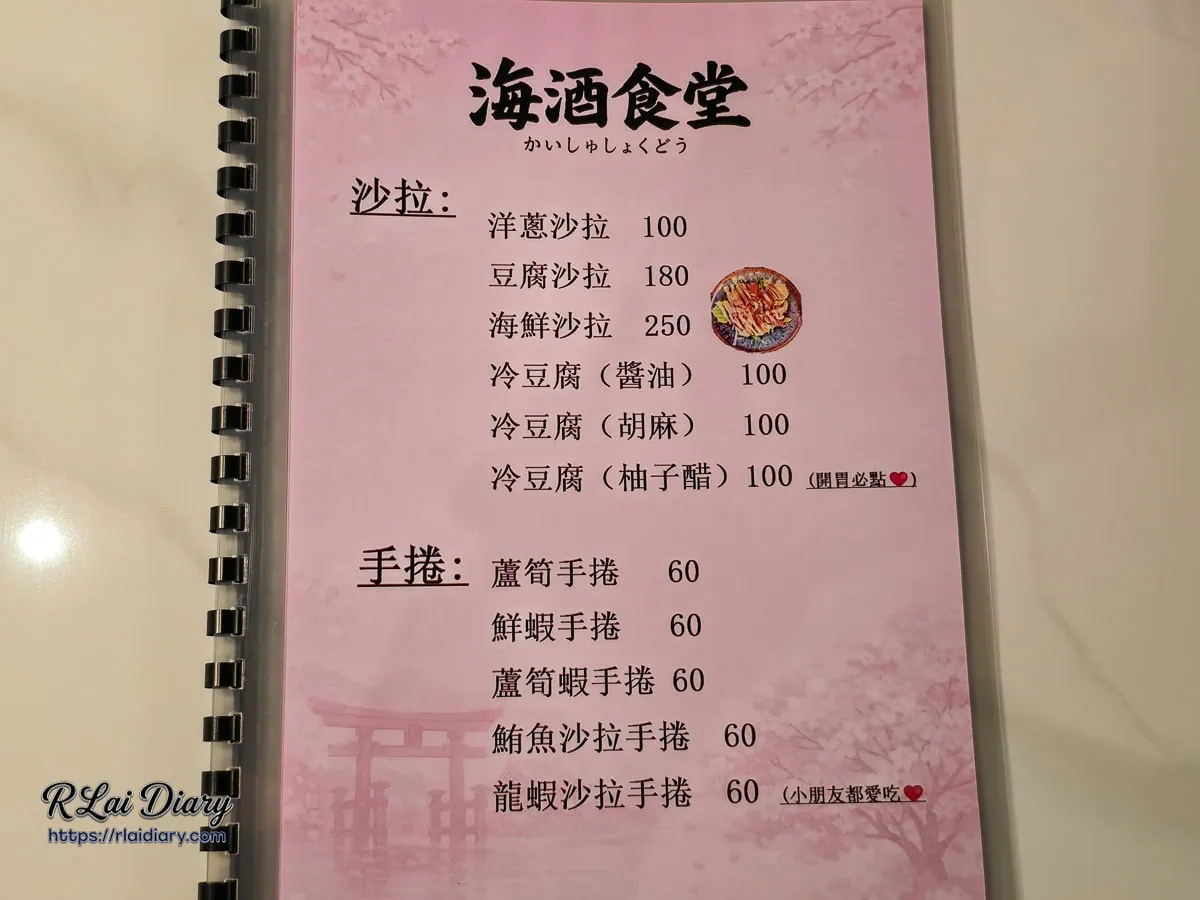 海酒食堂
かいしゅしょくどう
沙拉:
洋蔥沙拉 100
豆腐沙拉 180
海鮮沙拉 250
冷豆腐（醬油） 100
冷豆腐（胡麻） 100
冷豆腐（柚子醋）100 (開胃必點❤)
手捲:
蘆筍手捲 60
鮮蝦手捲 60
蘆筍蝦手捲 60
鮪魚沙拉手捲 60
龍蝦沙拉手捲 60 (小朋友都愛吃❤
RLai Diary
https://rlaidiary.com